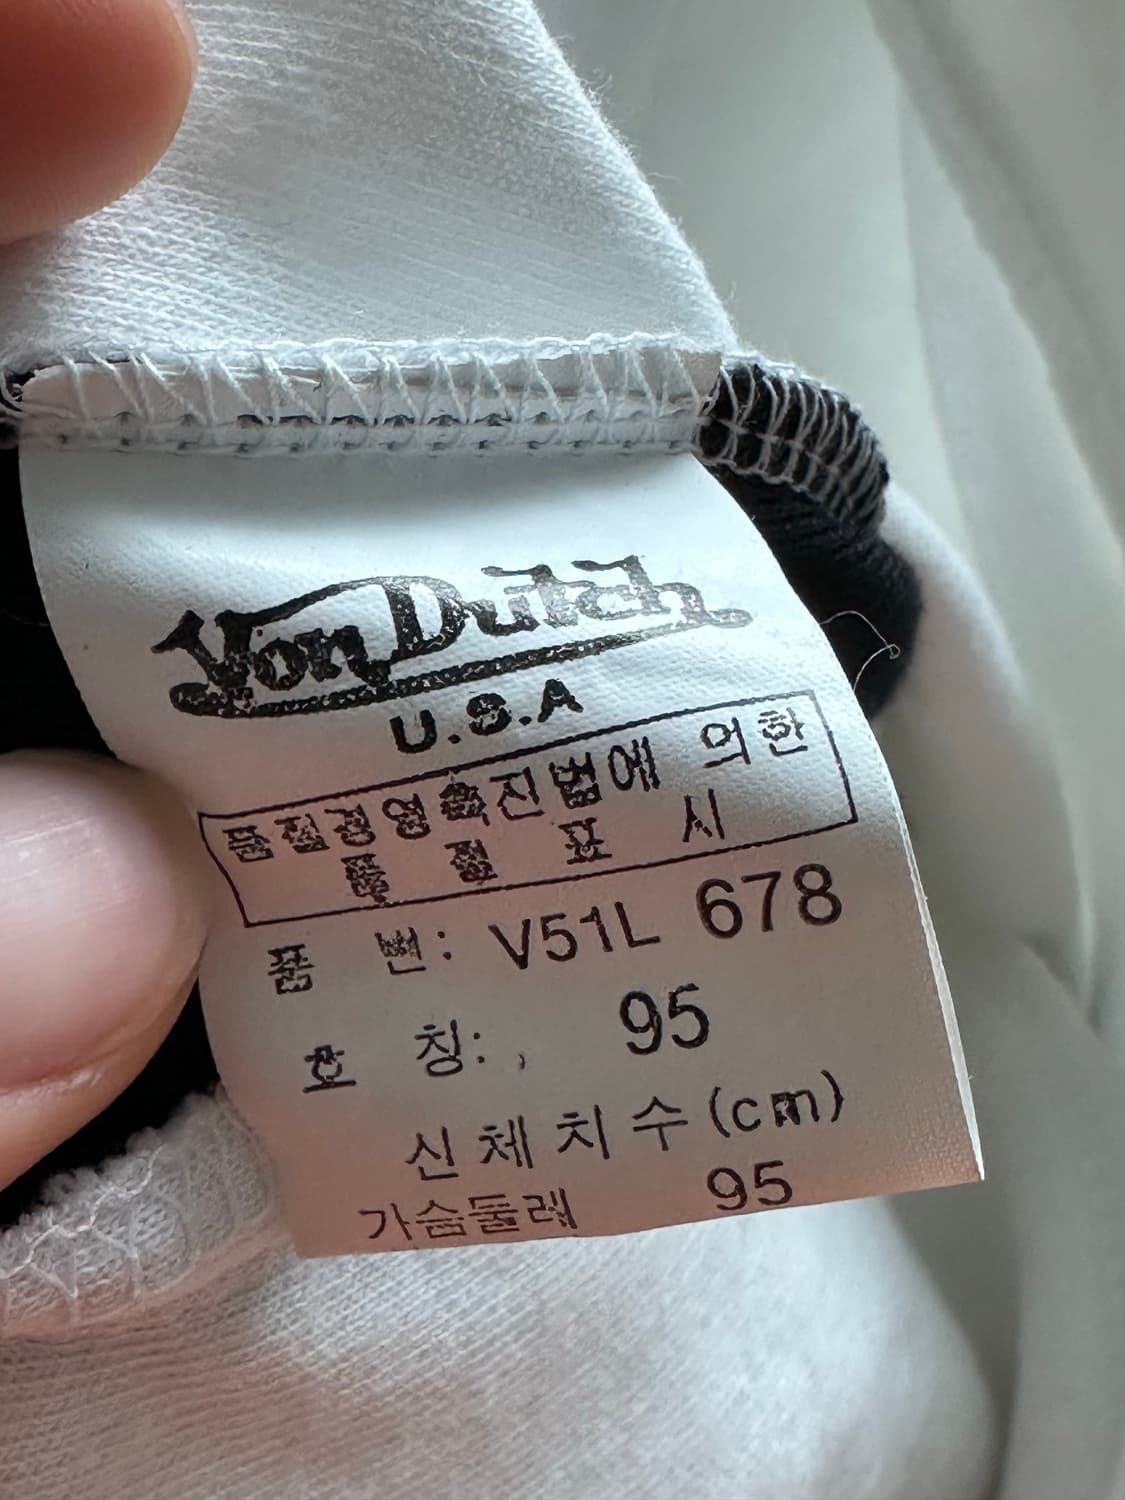 Von Dutch
U.S.A
품질경영촉진법에 의한
품 질 표 시
품 번: V51L 678
호 칭: , 95
신체치수(cm)
가슴둘레 95